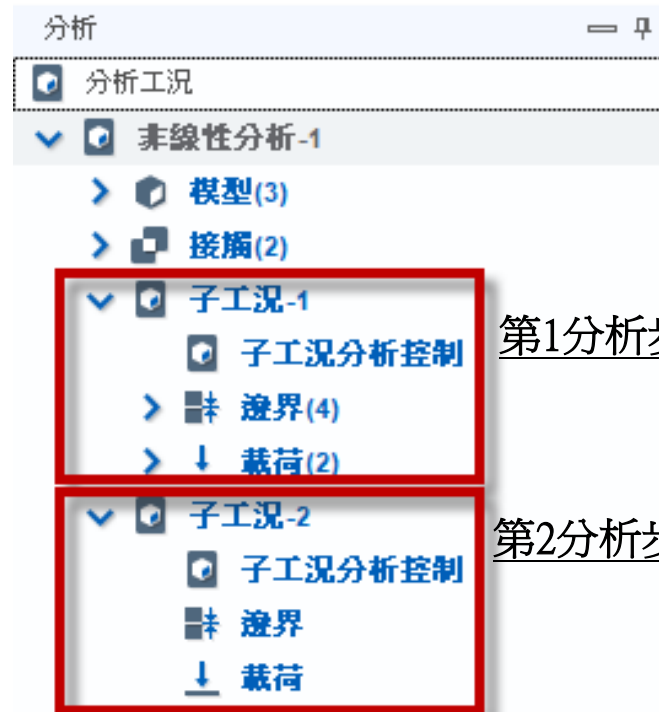 分析
分析工況
非線性分析-1
模型(3)
接觸(2)
子工況-1
子工況分析控制
邊界(4)
載荷(2)
第1分析步
子工況-2
子工況分析控制
邊界
載荷
第2分析步